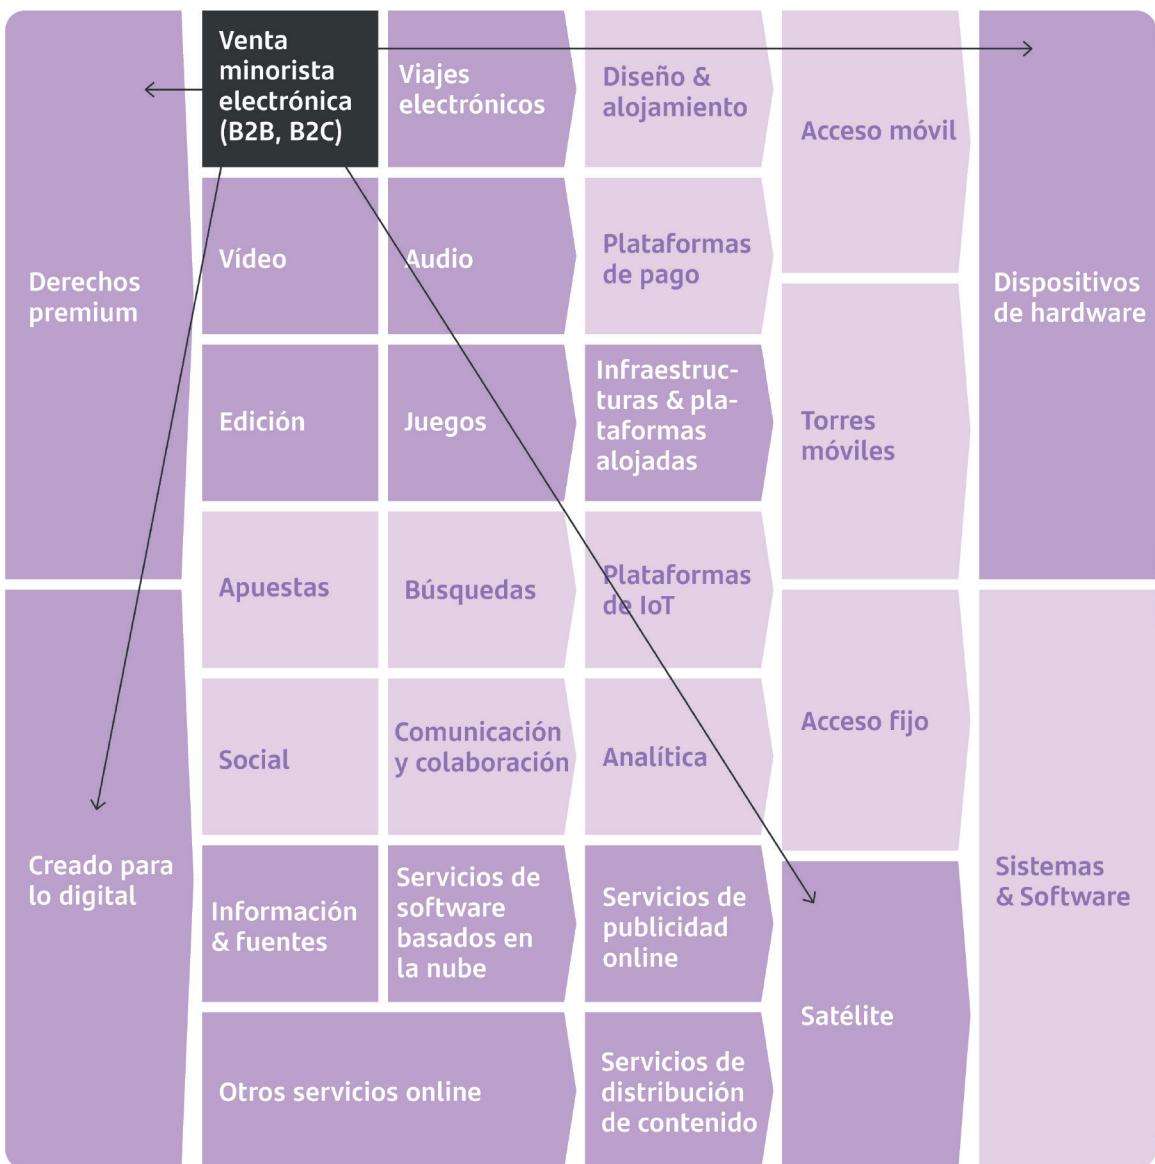 Venta
minorista
electrónica
(B2B, B2C)
Viajes
electrónicos
Diseño &
alojamiento
Acceso móvil
Vídeo
Audio
Plataformas
de pago
Derechos
premium
Dispositivos
de hardware
Edición
Juegos
Infraestruc-
turas & pla-
taformas
alojadas
Torres
móviles
Apuestas
Búsquedas
Plataformas
de IoT
Social
Comunicación
y colaboración
Analítica
Acceso fijo
Creado para
lo digital
Información
& fuentes
Servicios de
software
basados en
la nube
Servicios de
publicidad
online
Sistemas
& Software
Satélite
Otros servicios online
Servicios de
distribución
de contenido